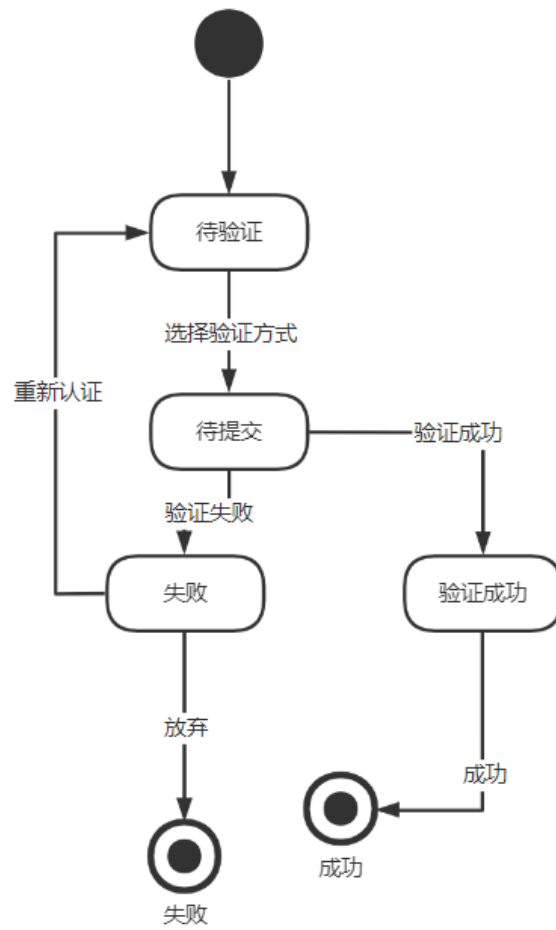 待验证
选择验证方式
重新认证
待提交
验证成功
验证失败
失败
验证成功
放弃
成功
成功
失败